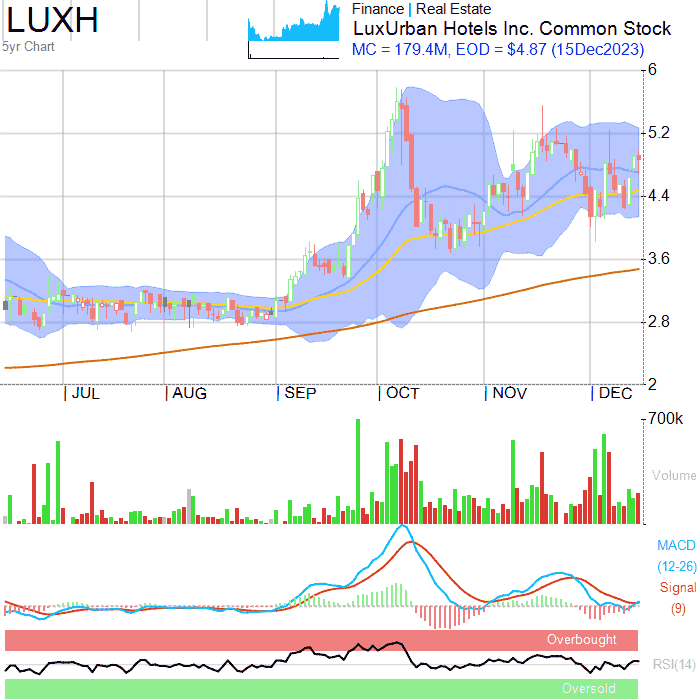 LUXH
5yr Chart
Finance | Real Estate
LuxUrban Hotels Inc. Common Stock
MC = 179.4M, EOD = $4.87 (15Dec2023)
6
5.2
4.4
3.6
2.8
2
JUL AUG SEP OCT NOV DEC
700k
Volume
MACD
(12-26)
Signal
(9)
Overbought
RSI(14)
Oversold